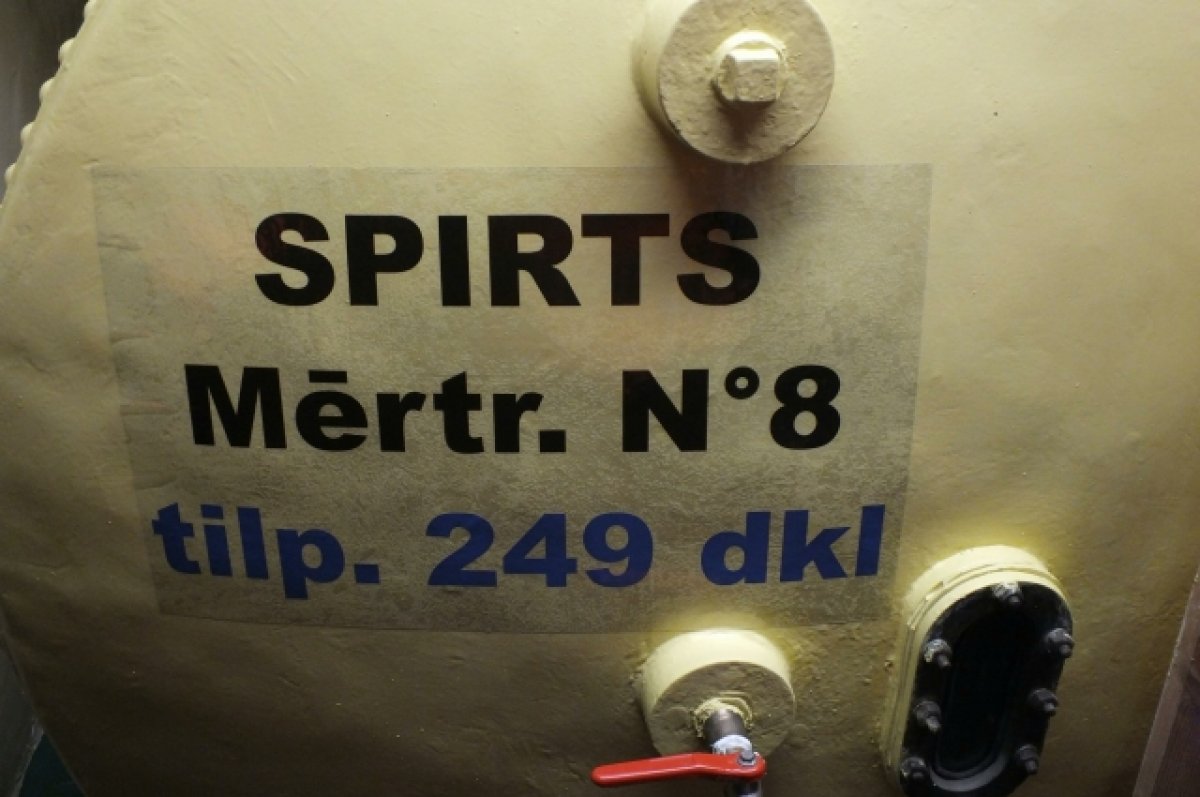 SPIRTS
Mērtr. N°8
tilp. 249 dkl